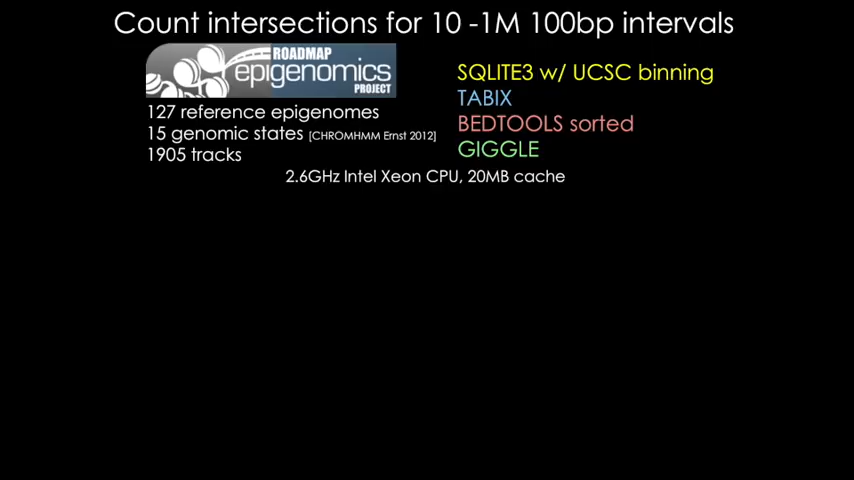 Count intersections for 10 -1M 100bp intervals
ROADMAP
epigenomics
PROJECT
127 reference epigenomes
15 genomic states [CHROMHMM Ernst 2012]
1905 tracks
SQLITE3 w/ UCSC binning
TABIX
BEDTOOLS sorted
GIGGLE
2.6GHz Intel Xeon CPU, 20MB cache